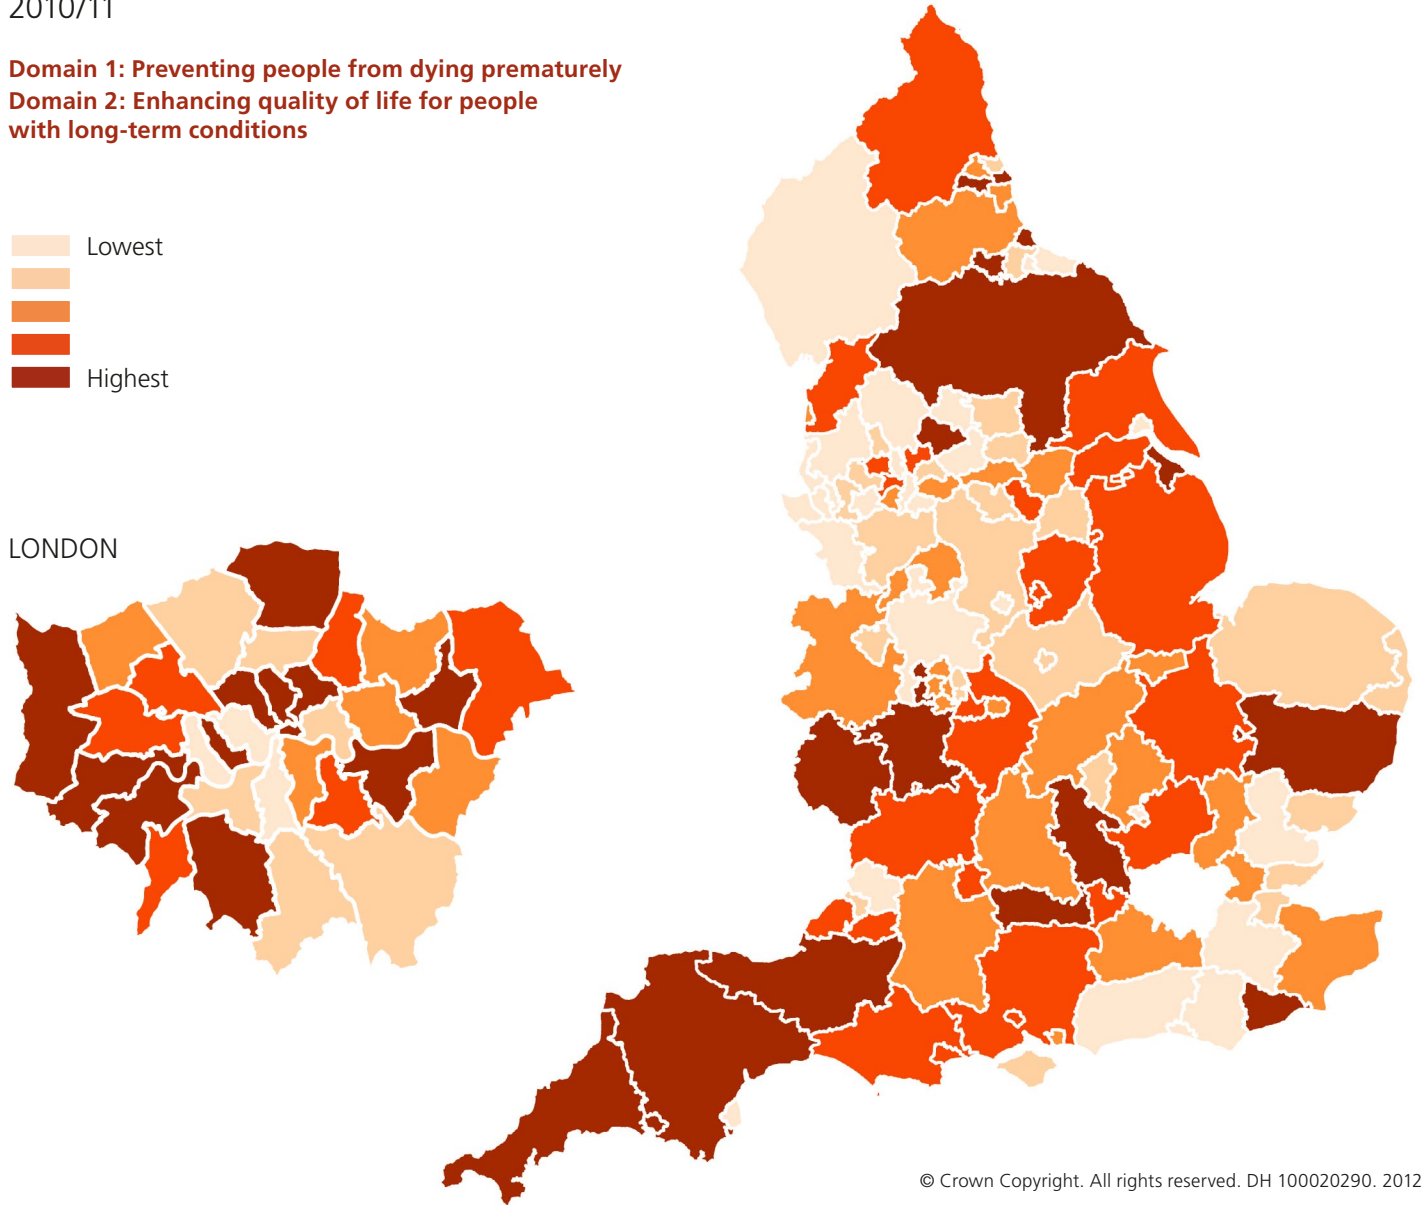 2010/11
Domain 1: Preventing people from dying prematurely
Domain 2: Enhancing quality of life for people
with long-term conditions
Lowest
Highest
LONDON
© Crown Copyright. All rights reserved. DH 100020290. 2012